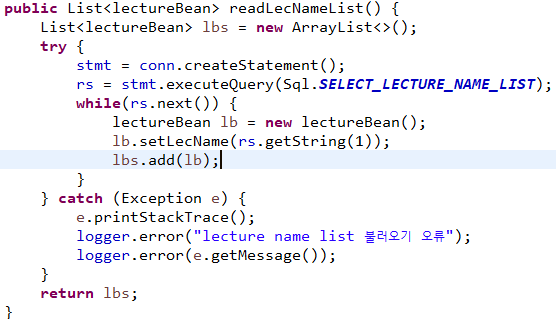 public List<lectureBean> readLecNameList() {
    List<lectureBean> lbs = new ArrayList<>();
    try {
        stmt = conn.createStatement();
        rs = stmt.executeQuery(Sql.SELECT_LECTURE_NAME_LIST);
        while(rs.next()) {
            lectureBean lb = new lectureBean();
            lb.setLecName(rs.getString(1));
            lbs.add(lb);
        }
    } catch (Exception e) {
        e.printStackTrace();
        logger.error("lecture name list 불러오기 오류");
        logger.error(e.getMessage());
    }
    return lbs;
}